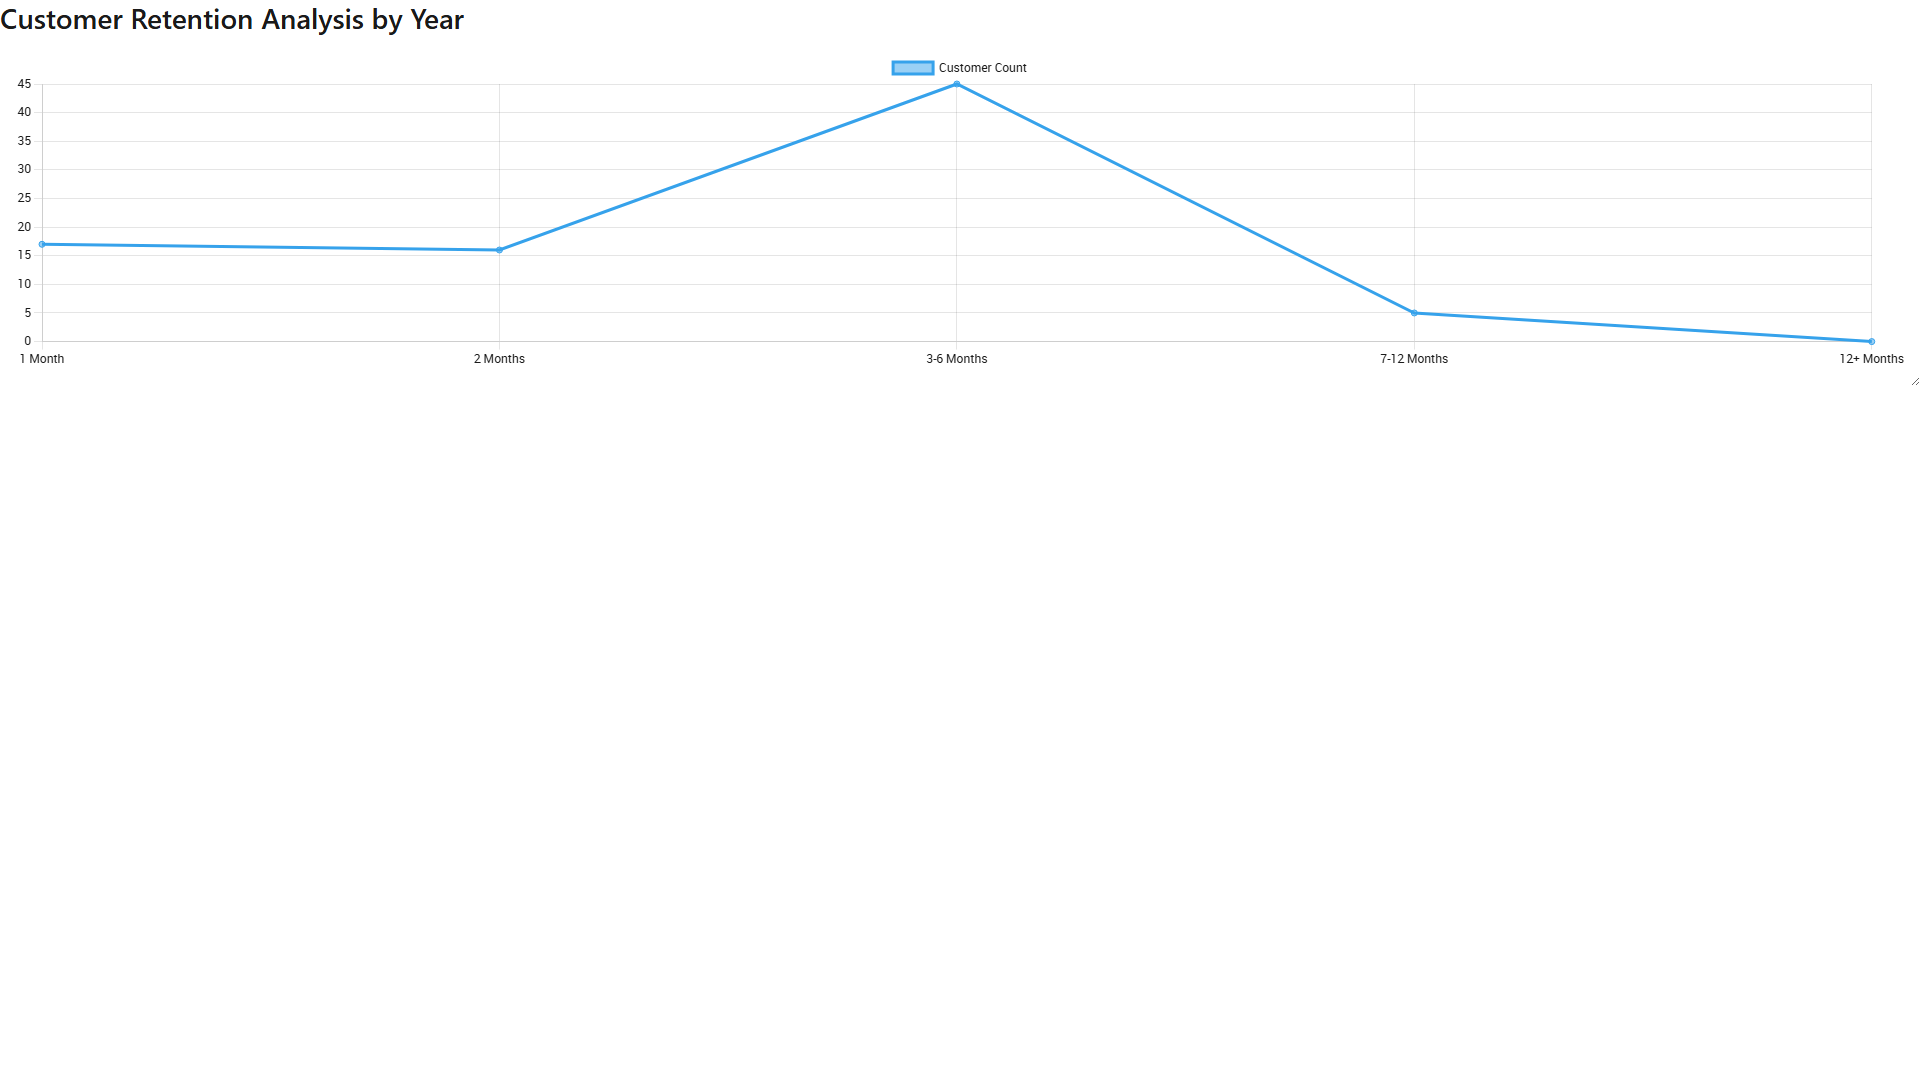 Customer Retention Analysis by Year
Customer Count
45
40
35
30
25
20
15
10
5
0
1 Month
2 Months
3-6 Months
7-12 Months
12+ Months